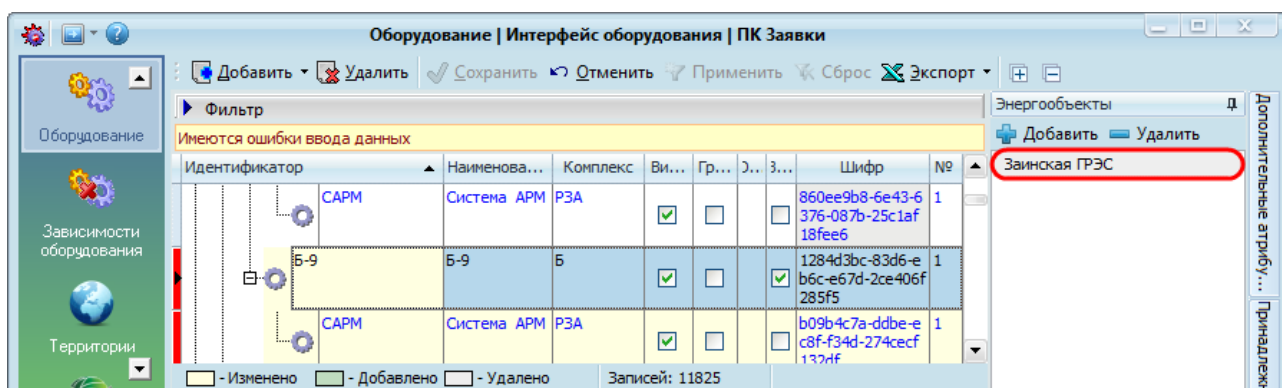 Оборудование | Интерфейс оборудования | ПК Заявки
Добавить Удалить Сохранить Отменить Применить Сброс Экспорт
Оборудование
Зависимости
оборудования
Территории
Фильтр
Имеются ошибки ввода данных
Идентификатор Наименова... Комплекс Ви... Гр... З... Шифр №
САРМ Система АРМ РЗА 860ee9b8-6e43-6 1
376-087b-25c1af
18fee6
Б-9 Б-9 Б 1284d3bc-83d6-e 1
b6c-e67d-2ce406f
285f5
САРМ Система АРМ РЗА b09b4c7a-ddbe-e 1
c8f-f34d-274cecf
132df
- Изменено - Добавлено - Удалено Записей: 11825
Энергообъекты
Добавить Удалить
Заинская ГРЭС
Дополнительные атрибу...